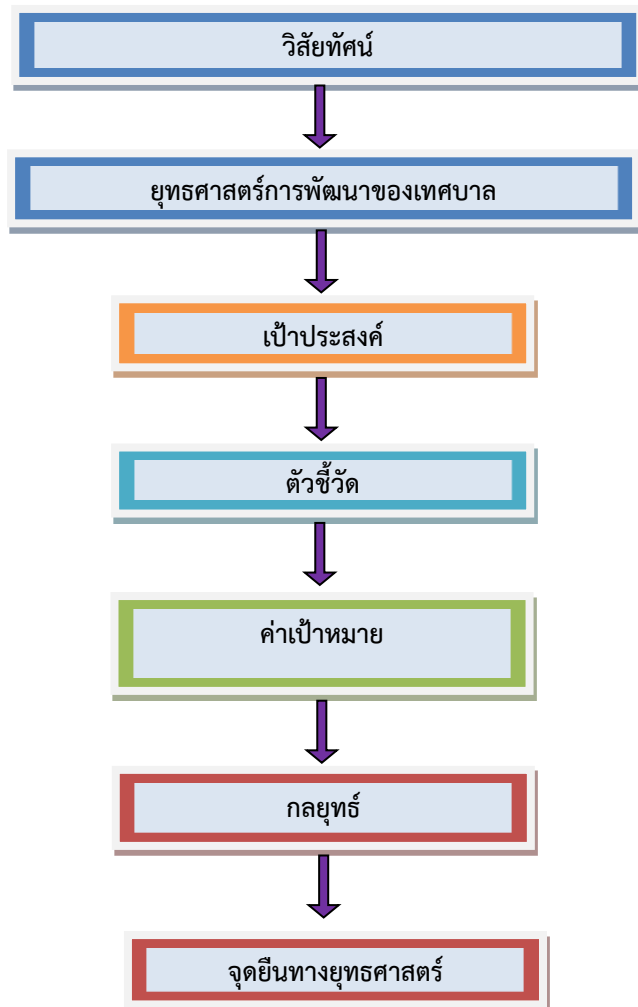 วิสัยทัศน์
ยุทธศาสตร์การพัฒนาของเทศบาล
เป้าประสงค์
ตัวชี้วัด
ค่าเป้าหมาย
กลยุทธ์
จุดยืนทางยุทธศาสตร์